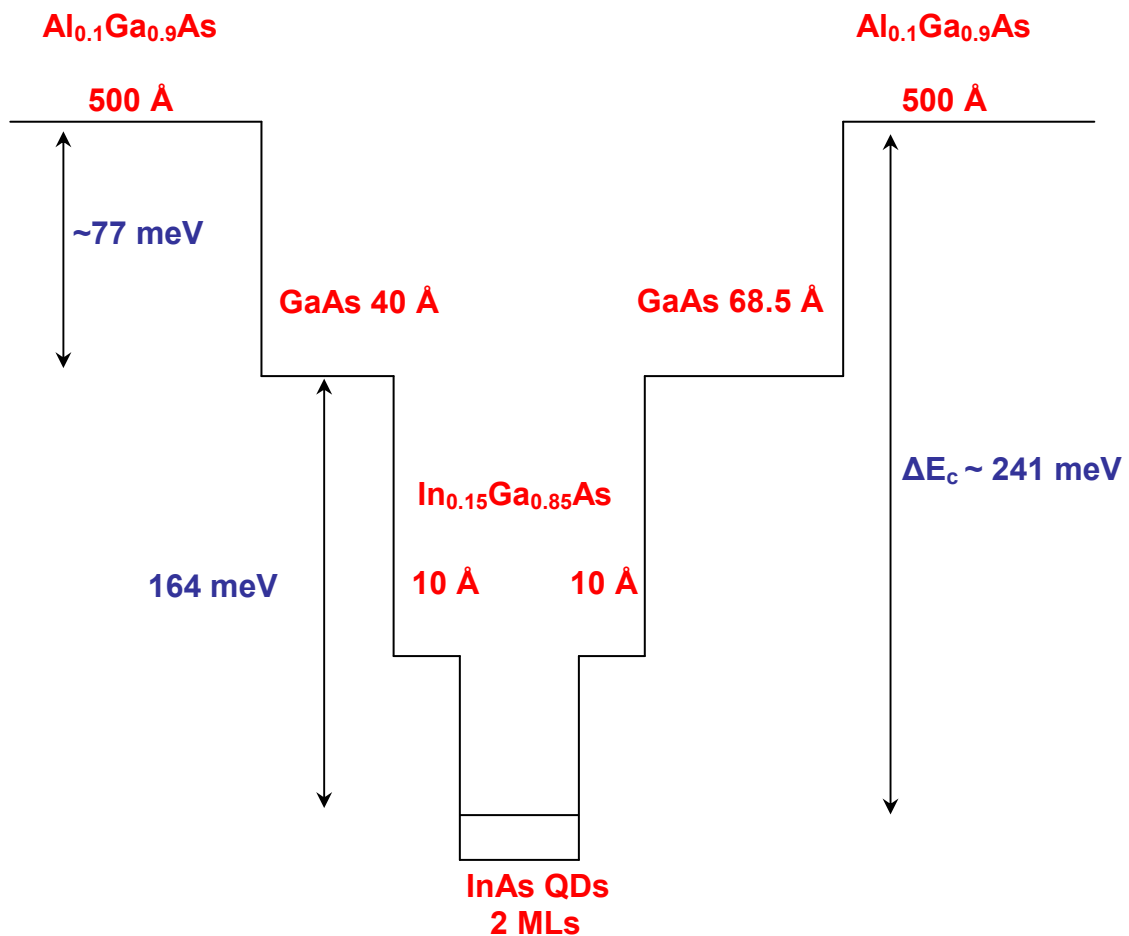 Al₀.₁Ga₀.₉As
Al₀.₁Ga₀.₉As
500 Å
500 Å
~77 meV
GaAs 40 Å
GaAs 68.5 Å
ΔE꜀ ~ 241 meV
In₀.₁₅Ga₀.₈₅As
164 meV
10 Å
10 Å
InAs QDs
2 MLs